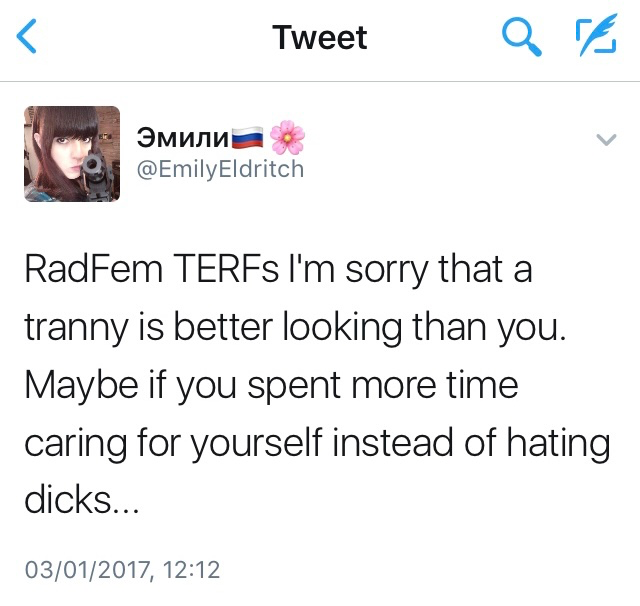 Tweet
Эмили🇷🇺🌸
@EmilyEldritch
RadFem TERFs I'm sorry that a
tranny is better looking than you.
Maybe if you spent more time
caring for yourself instead of hating
dicks...
03/01/2017, 12:12